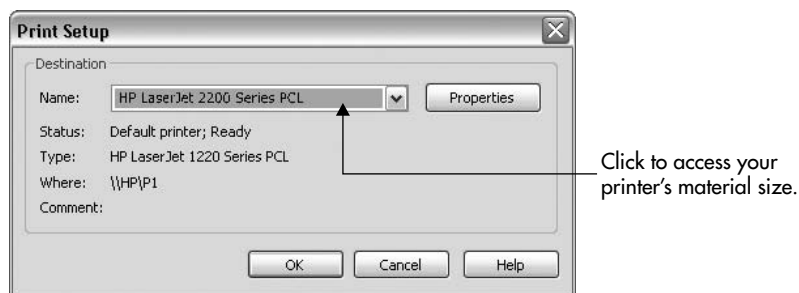 Print Setup
Destination
Name: HP LaserJet 2200 Series PCL Properties
Status: Default printer; Ready
Type: HP LaserJet 1220 Series PCL
Where: \\HP\P1
Comment:
OK Cancel Help
Click to access your
printer's material size.